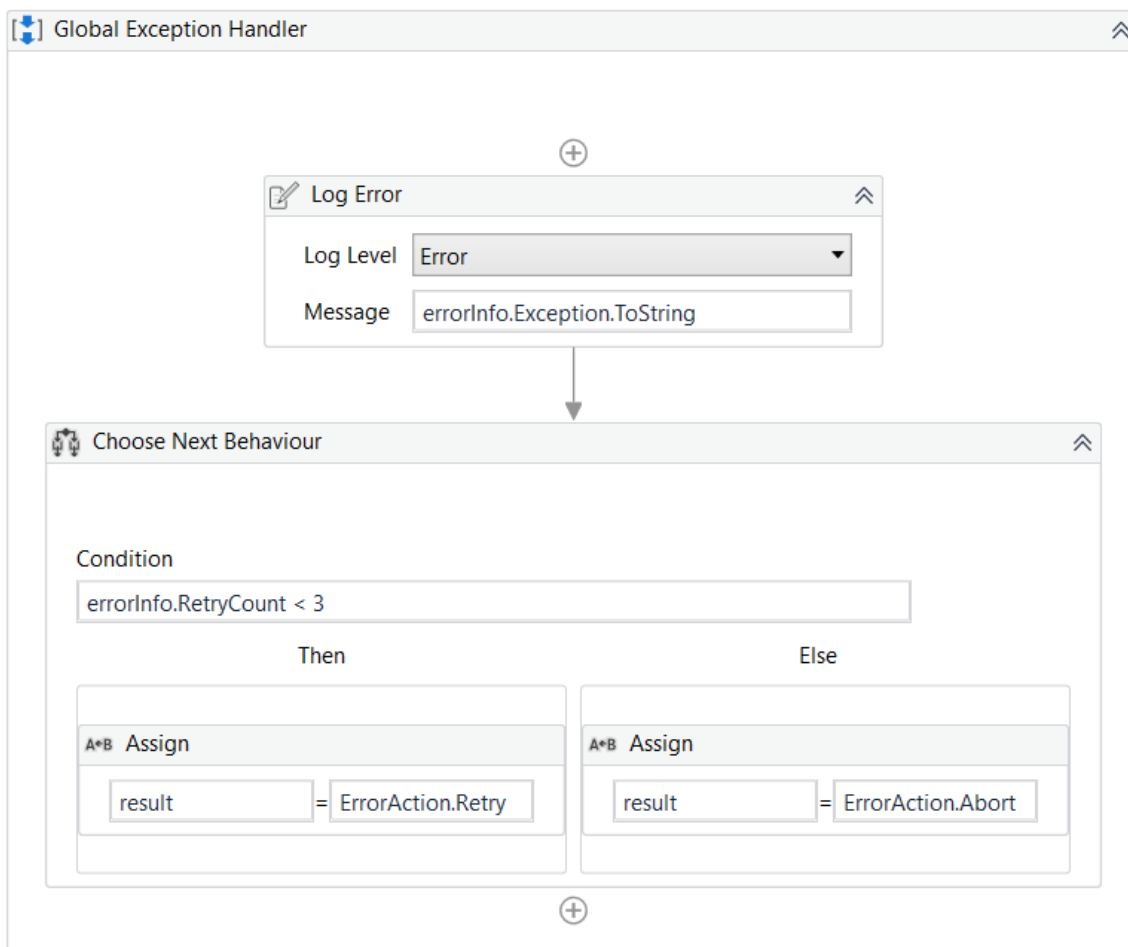 Global Exception Handler
Log Error
Log Level Error
Message errorInfo.Exception.ToString
Choose Next Behaviour
Condition
errorInfo.RetryCount < 3
Then Else
A←B Assign A←B Assign
result = ErrorAction.Retry result = ErrorAction.Abort